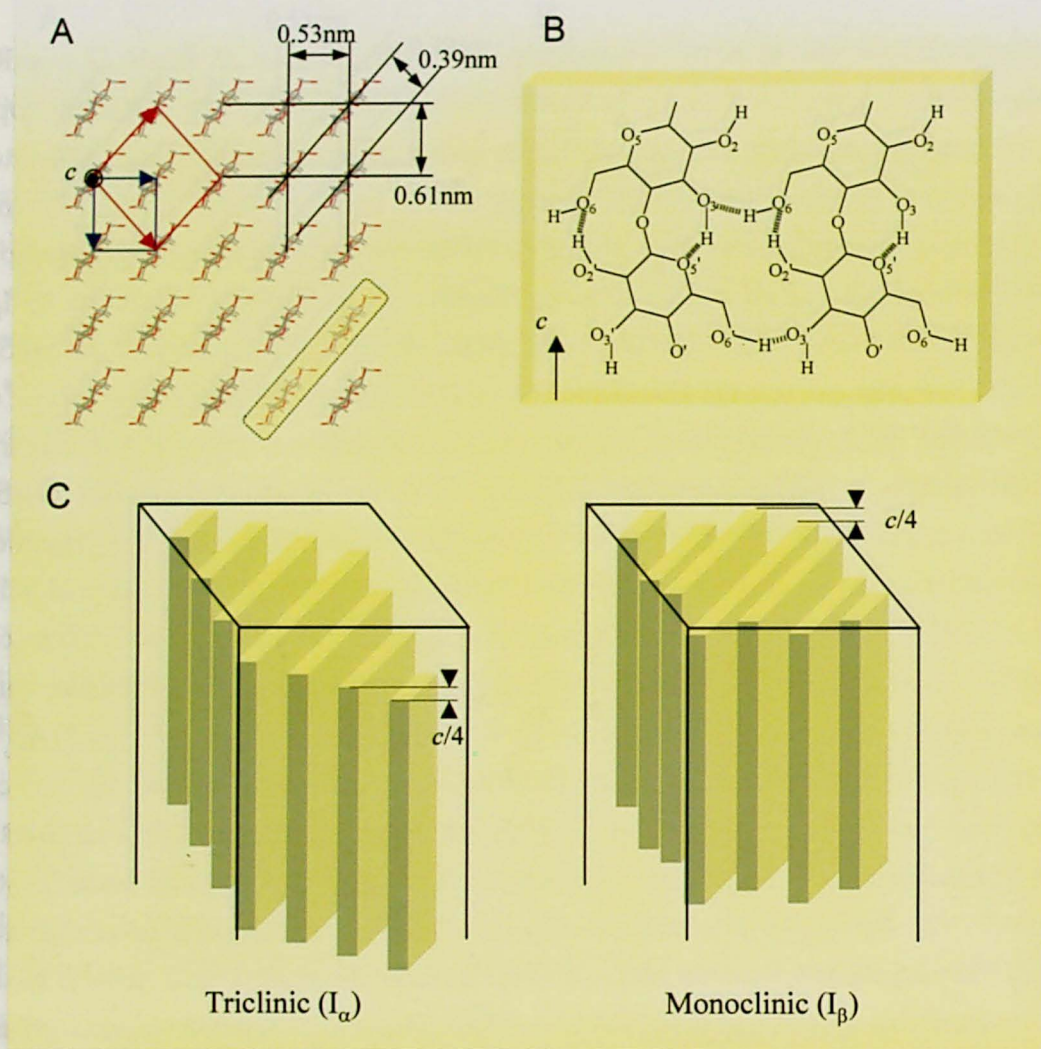 A
0.53nm
0.39nm
c
0.61nm
B
H
O5 O2
H
O5 O2
H O6 O3 H O6 O3
H O H H O H
O2' O5' O2' O5'
O3' O' O6' H O3' O' O6' H
H H
c
C
c/4
c/4
Triclinic (Iα)
Monoclinic (Iβ)